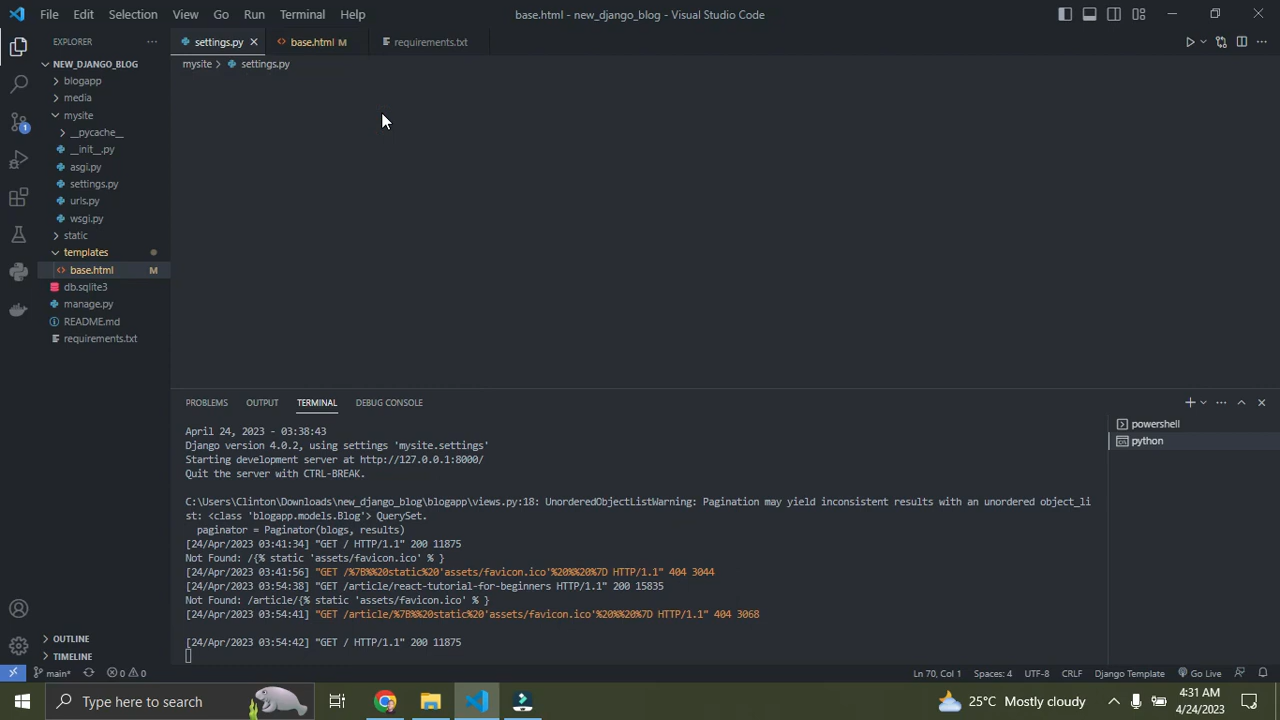 File Edit Selection View Go Run Terminal Help
base.html - new_django_blog - Visual Studio Code
EXPLORER
settings.py
base.html M
requirements.txt
mysite > settings.py
NEW_DJANGO_BLOG
blogapp
media
mysite
__pycache__
__init__.py
asgi.py
settings.py
urls.py
wsgi.py
static
templates
base.html M
db.sqlite3
manage.py
README.md
requirements.txt
OUTLINE
TIMELINE
1
PROBLEMS OUTPUT TERMINAL DEBUG CONSOLE
powershell
python
April 24, 2023 - 03:38:43
Django version 4.0.2, using settings 'mysite.settings'
Starting development server at http://127.0.0.1:8000/
Quit the server with CTRL-BREAK.
C:\Users\Clinton\Downloads\new_django_blog\blogapp\views.py:18: UnorderedObjectListWarning: Pagination may yield inconsistent results with an unordered object_li
st: <class 'blogapp.models.Blog'> QuerySet.
paginator = Paginator(blogs, results)
[24/Apr/2023 03:41:34] "GET / HTTP/1.1" 200 11875
Not Found: /{% static 'assets/favicon.ico' % }
[24/Apr/2023 03:41:56] "GET /%7B%%20static%20'assets/favicon.ico'%20%%20%7D HTTP/1.1" 404 3044
[24/Apr/2023 03:54:38] "GET /article/react-tutorial-for-beginners HTTP/1.1" 200 15835
Not Found: /article/{% static 'assets/favicon.ico' % }
[24/Apr/2023 03:54:41] "GET /article/%7B%%20static%20'assets/favicon.ico'%20%%20%7D HTTP/1.1" 404 3068
[24/Apr/2023 03:54:42] "GET / HTTP/1.1" 200 11875
main* 0 0
Ln 70, Col 1 Spaces: 4 UTF-8 CRLF Django Template Go Live
Type here to search
25°C Mostly cloudy
4:31 AM
4/24/2023